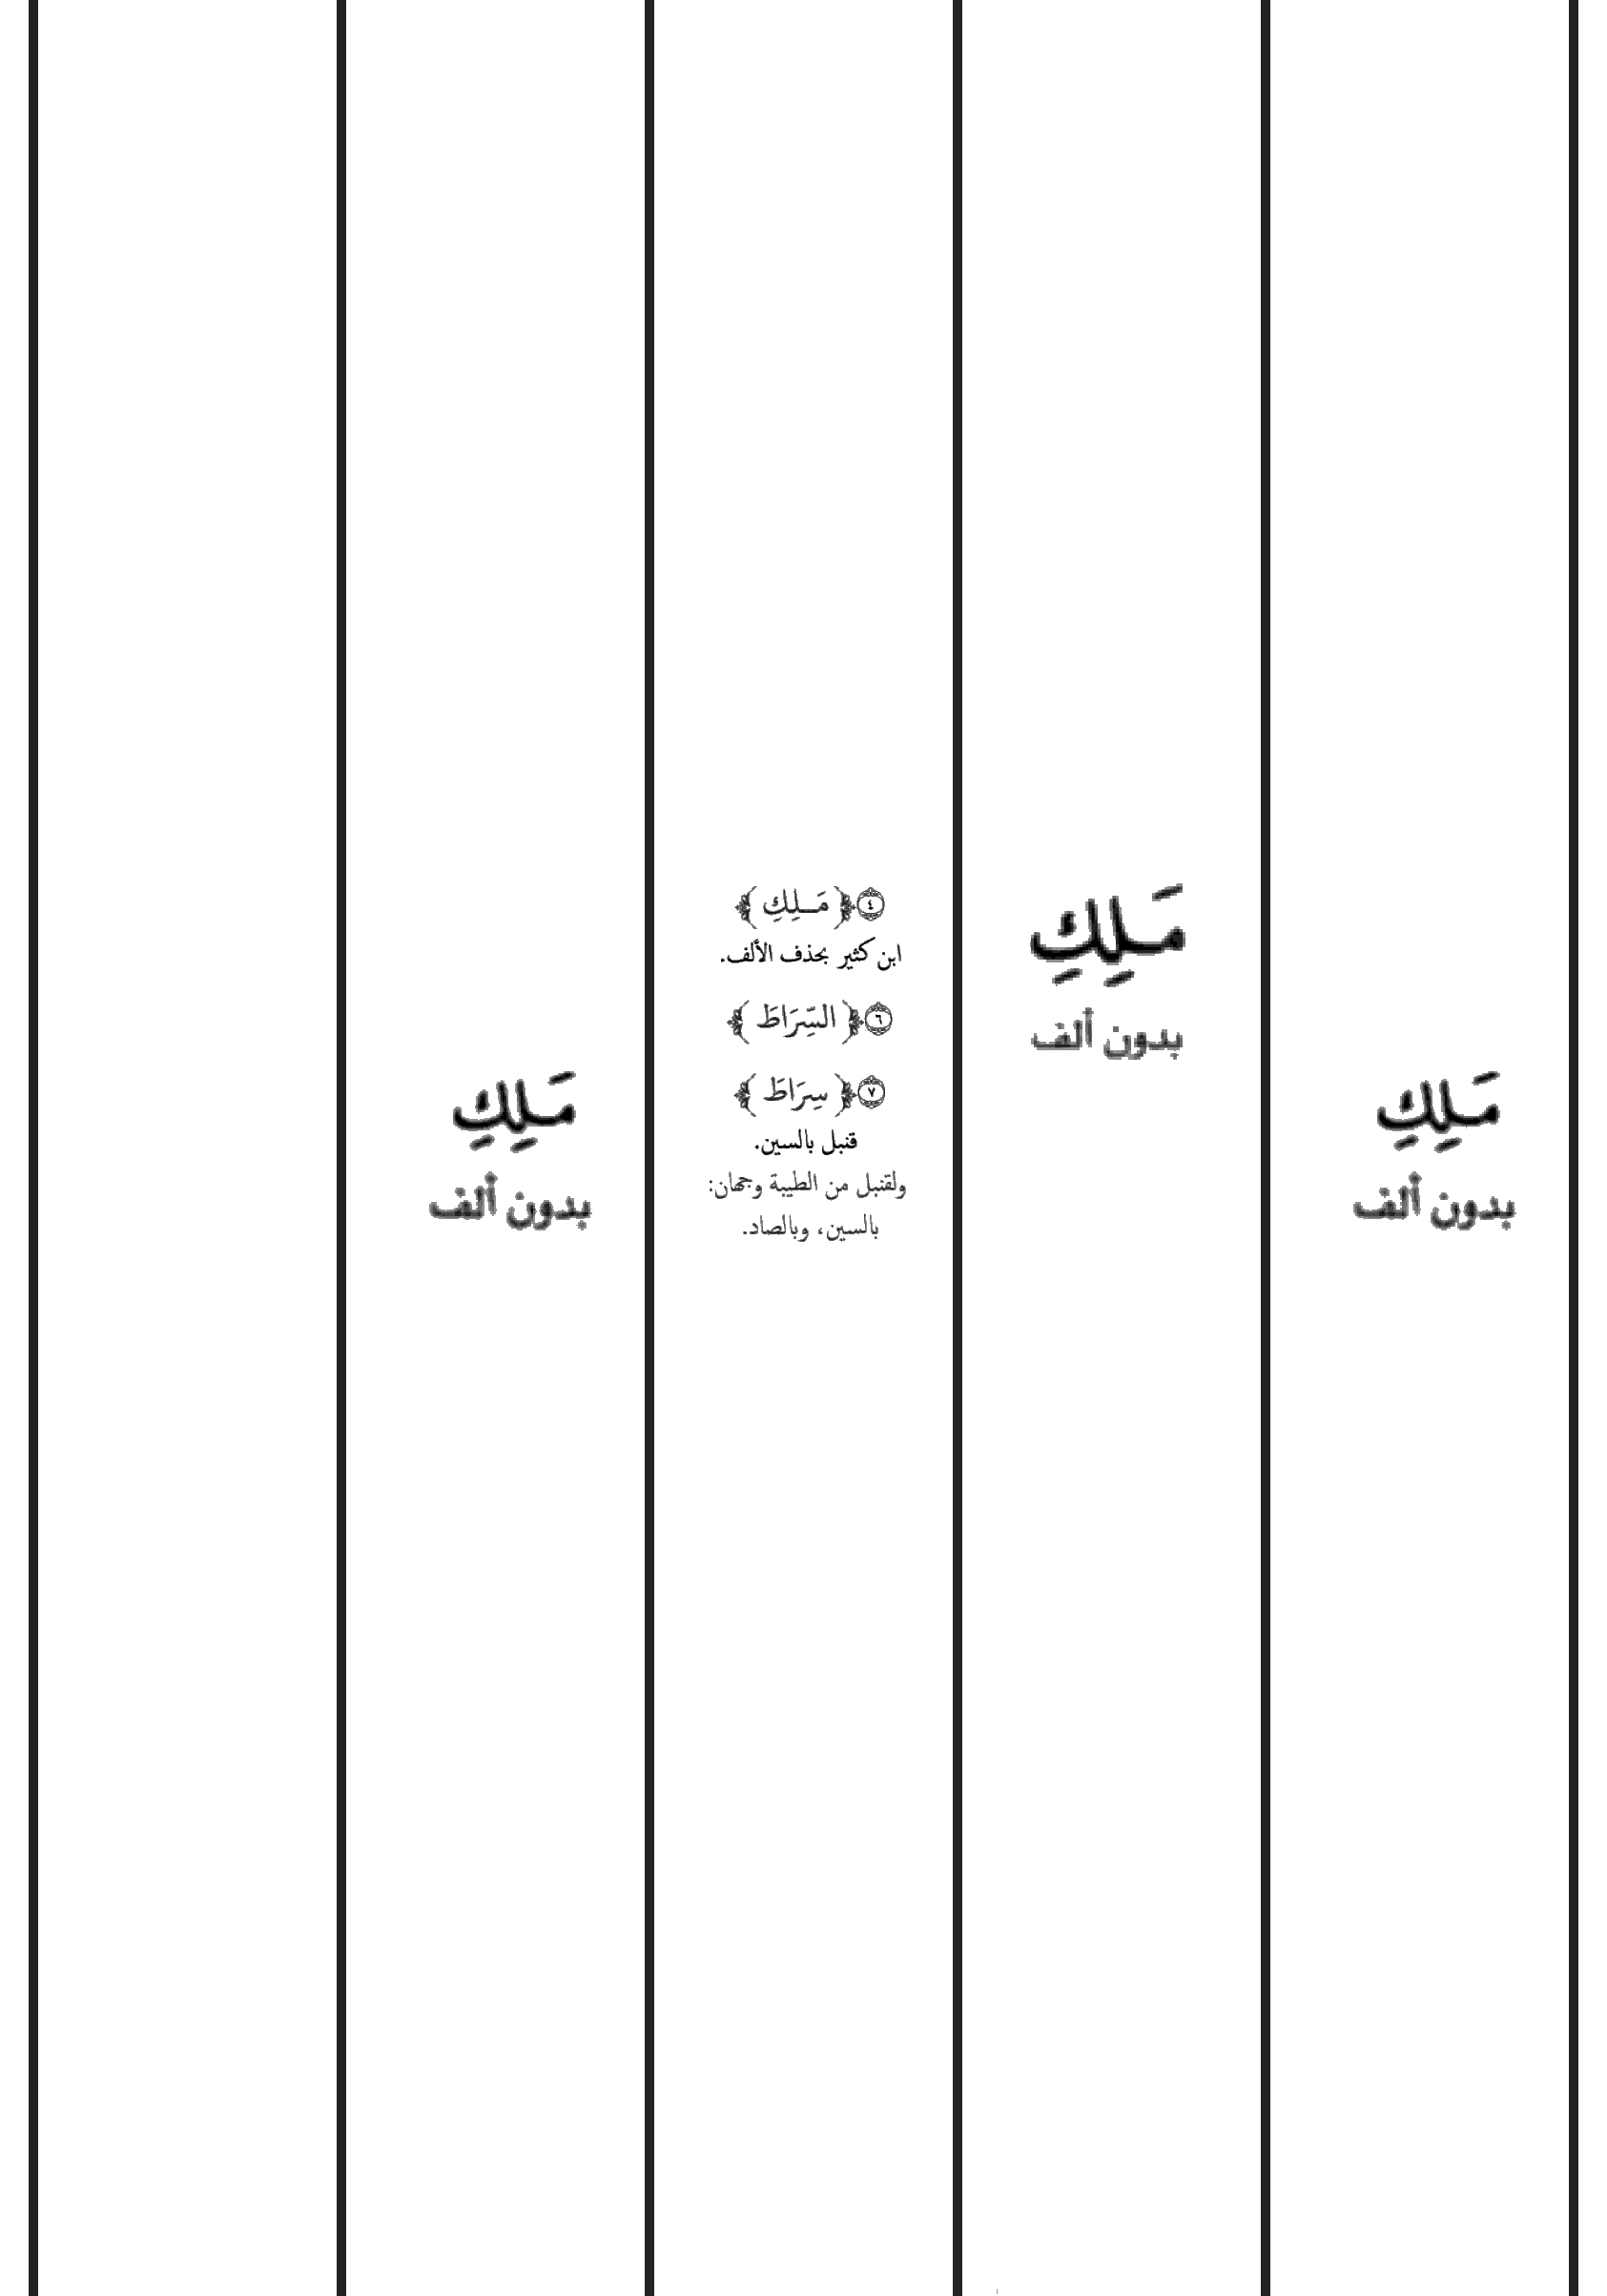 مَـلِكِ
بدون ألف
مَـلِكِ
بدون ألف
٤ ﴿ مَـلِكِ ﴾
ابن كثير بحذف الألف.
٦ ﴿ السِّرَاطَ ﴾
٧ ﴿ سِرَاطَ ﴾
قنبل بالسين.
ولقنبل من الطيبة وجهان:
بالسين، وبالصاد.
مَـلِكِ
بدون ألف